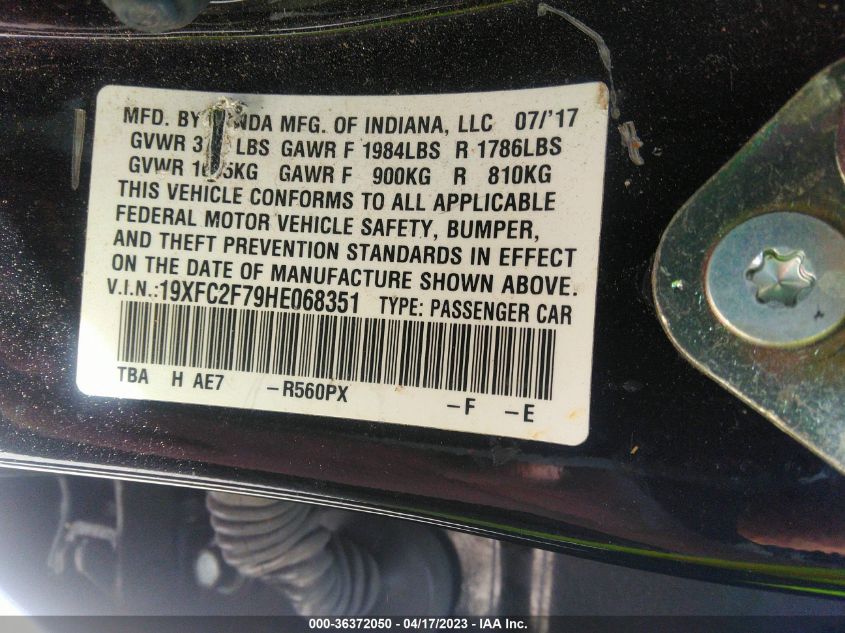 MFD. BY NDA MFG. OF INDIANA, LLC 07/'17
GVWR LBS GAWR F 1984LBS R 1786LBS
GVWR KG GAWR F 900KG R 810KG
THIS VEHICLE CONFORMS TO ALL APPLICABLE
FEDERAL MOTOR VEHICLE SAFETY, BUMPER,
AND THEFT PREVENTION STANDARDS IN EFFECT
ON THE DATE OF MANUFACTURE SHOWN ABOVE.
V.I.N.:19XFC2F79HE068351 TYPE: PASSENGER CAR
TBA H AE7 -R560PX -F -E
000-36372050 / 04/17/2023 / IAA Inc.